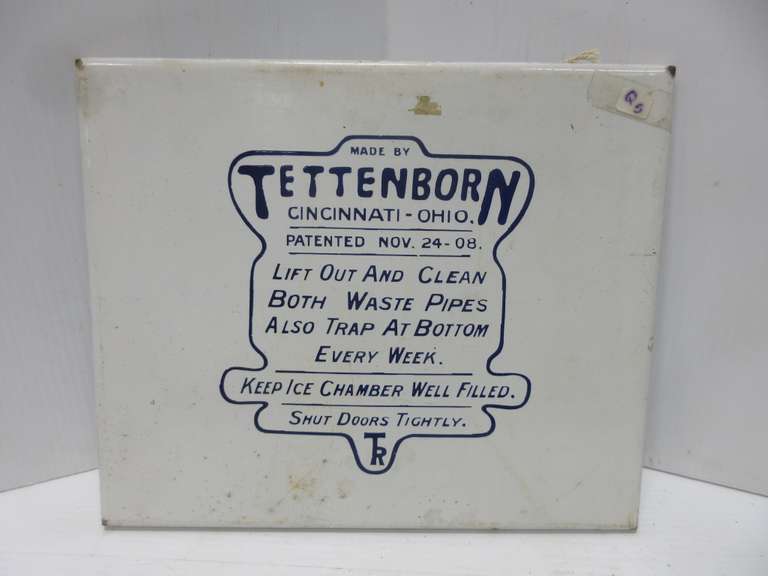 MADE BY
TETTENBORN
CINCINNATI - OHIO.
PATENTED NOV. 24 - 08.
LIFT OUT AND CLEAN
BOTH WASTE PIPES
ALSO TRAP AT BOTTOM
EVERY WEEK.
KEEP ICE CHAMBER WELL FILLED.
SHUT DOORS TIGHTLY.
TR